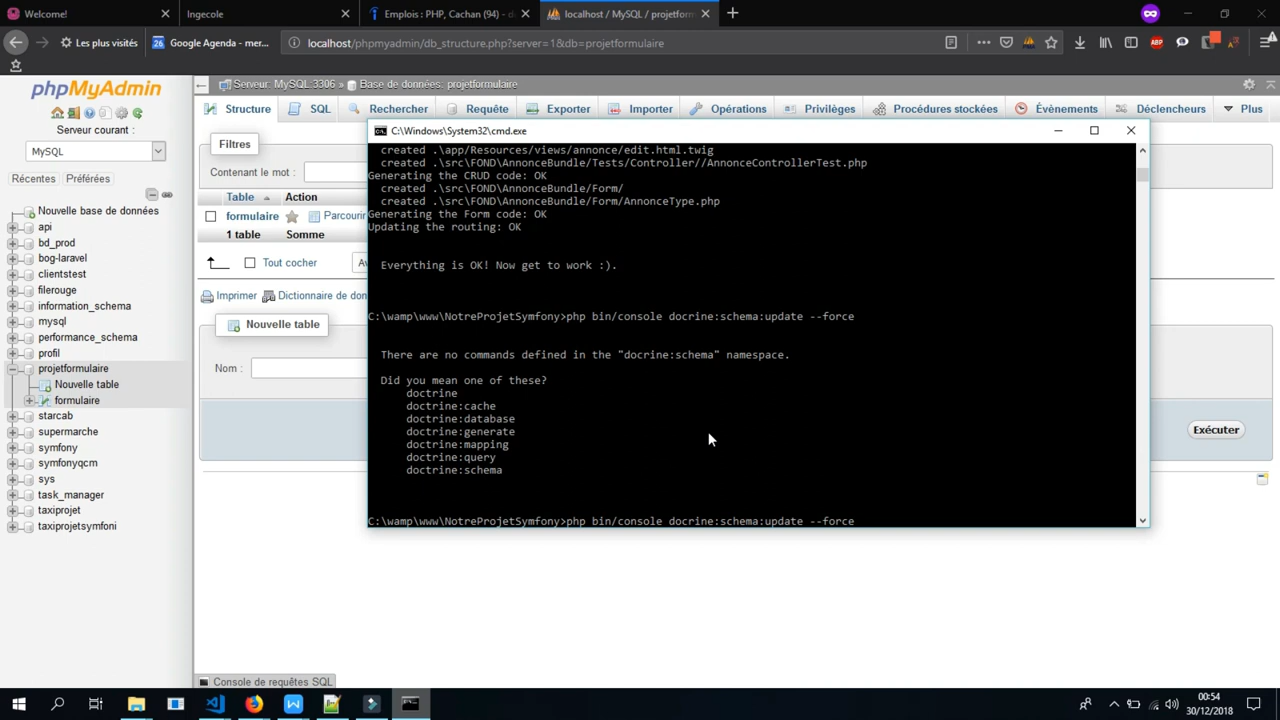 Welcome!
Ingecole
Emplois : PHP, Cachan (94) - d
localhost / MySQL / projetform
Les plus visités
Google Agenda - mer...
localhost/phpmyadmin/db_structure.php?server=1&db=projetformulaire
phpMyAdmin
Serveur courant :
MySQL
Récentes
Préférées
Nouvelle base de données
api
bd_prod
bog-laravel
clientstest
filerouge
information_schema
mysql
performance_schema
profil
projetformulaire
Nouvelle table
formulaire
starcab
supermarche
symfony
symfonyqcm
sys
task_manager
taxiprojet
taxiprojetsymfoni
Serveur: MySQL:3306 » Base de données: projetformulaire
Structure
SQL
Rechercher
Requête
Exporter
Importer
Opérations
Privilèges
Procédures stockées
Évènements
Déclencheurs
Plus
Filtres
Contenant le mot :
Table
Action
formulaire
Parcourir
1 table
Somme
Tout cocher
Imprimer
Dictionnaire de don
Nouvelle table
Nom :
Exécuter
Console de requêtes SQL
C:\Windows\System32\cmd.exe
created .\app/Resources/views/annonce/edit.html.twig
created .\src\FOND\AnnonceBundle/Tests/Controller//AnnonceControllerTest.php
Generating the CRUD code: OK
created .\src\FOND\AnnonceBundle/Form/
created .\src\FOND\AnnonceBundle/Form/AnnonceType.php
Generating the Form code: OK
Updating the routing: OK
Everything is OK! Now get to work :).
C:\wamp\www\NotreProjetSymfony>php bin/console docrine:schema:update --force
There are no commands defined in the "docrine:schema" namespace.
Did you mean one of these?
doctrine
doctrine:cache
doctrine:database
doctrine:generate
doctrine:mapping
doctrine:query
doctrine:schema
C:\wamp\www\NotreProjetSymfony>php bin/console docrine:schema:update --force
00:54
30/12/2018